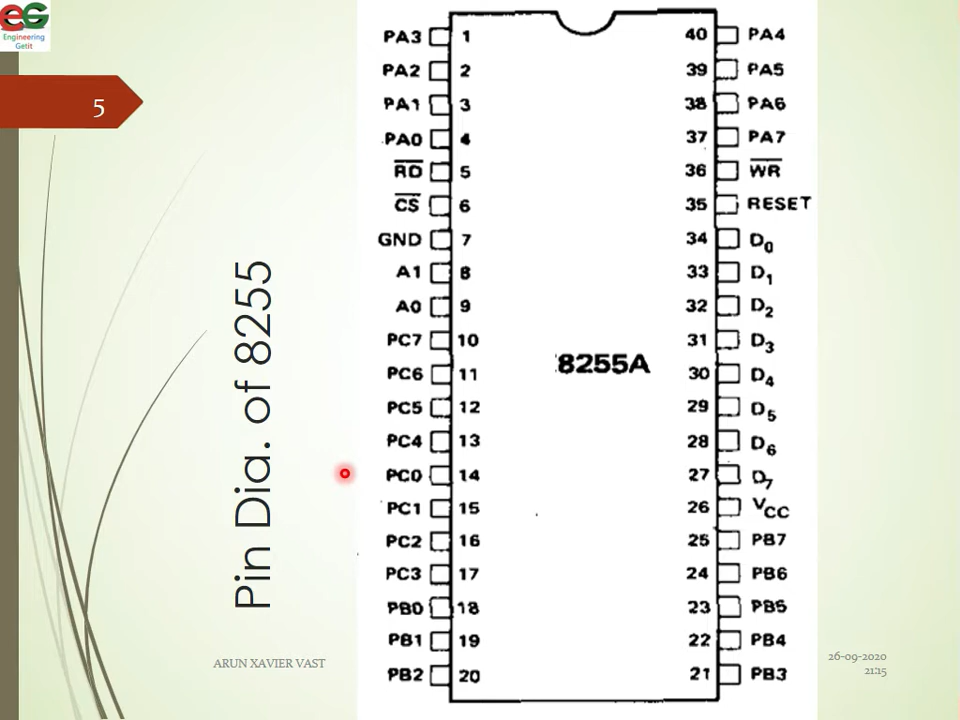 EG
Engineering
Getit
5
Pin Dia. of 8255
PA3 1 40 PA4
PA2 2 39 PA5
PA1 3 38 PA6
PA0 4 37 PA7
R̅D̅ 5 36 W̅R̅
C̅S̅ 6 35 RESET
GND 7 34 D₀
A1 8 33 D₁
A0 9 32 D₂
PC7 10 31 D₃
PC6 11 30 D₄
PC5 12 29 D₅
PC4 13 28 D₆
PC0 14 27 D₇
PC1 15 26 VCC
PC2 16 25 PB7
PC3 17 24 PB6
PB0 18 23 PB5
PB1 19 22 PB4
PB2 20 21 PB3
8255A
ARUN XAVIER VAST
26-09-2020
21:15